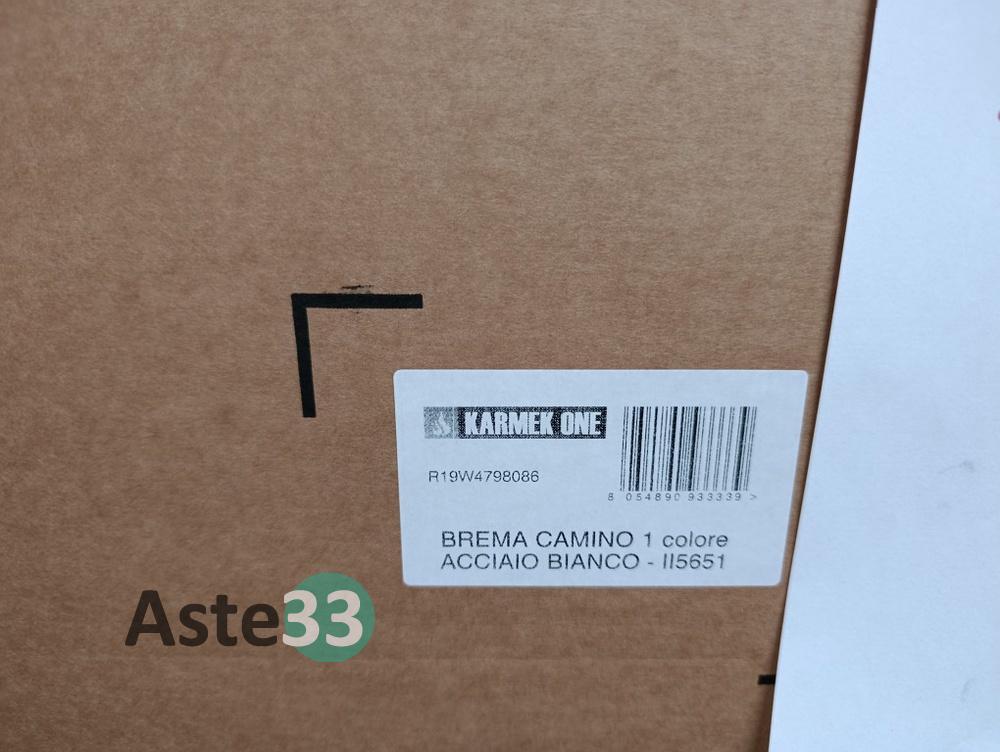 KARMEK ONE
R19W4798086
8 054890 933339 >
BREMA CAMINO 1 colore
ACCIAIO BIANCO - II5651
Aste33